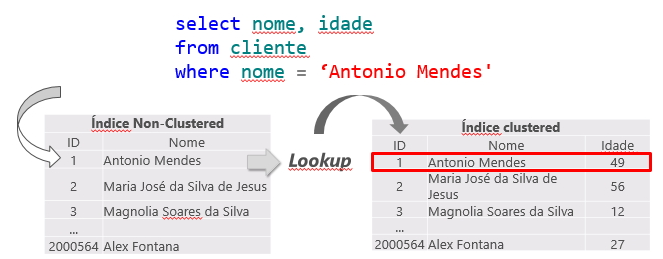 select nome, idade
from cliente
where nome = ‘Antonio Mendes'
Índice Non-Clustered
ID Nome
1 Antonio Mendes
2 Maria José da Silva de Jesus
3 Magnolia Soares da Silva
...
2000564 Alex Fontana
Lookup
Índice clustered
ID Nome Idade
1 Antonio Mendes 49
2 Maria José da Silva de
Jesus 56
3 Magnolia Soares da Silva 12
...
2000564 Alex Fontana 27